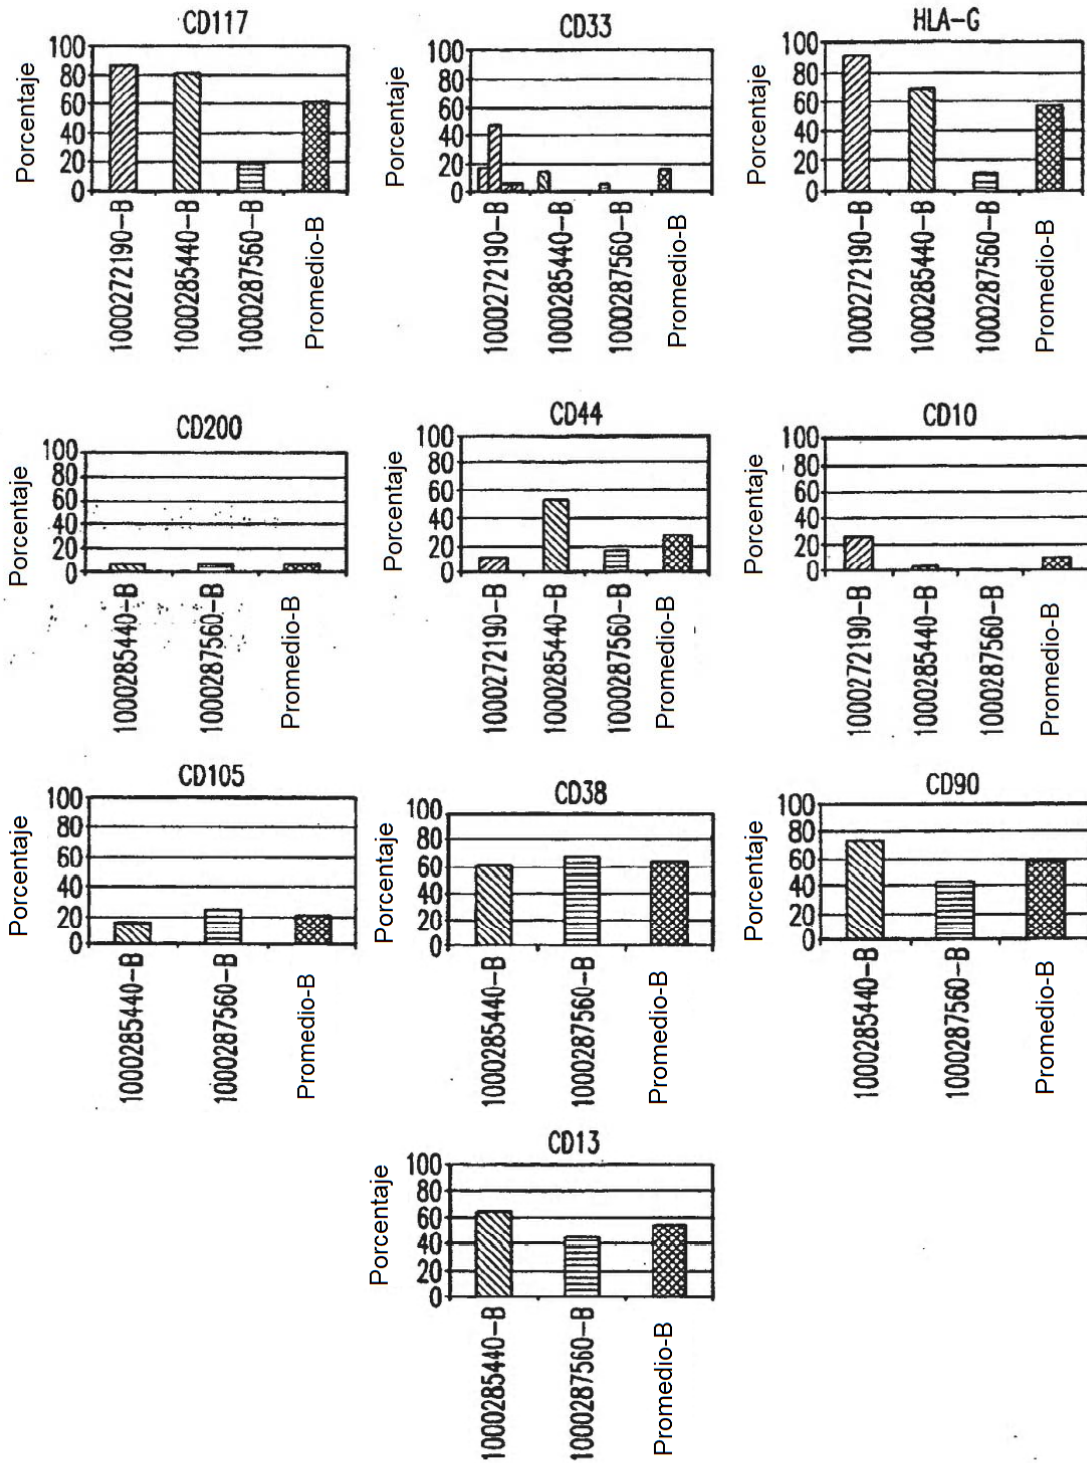 CD117
Porcentaje
100
80
60
40
20
0
1000272190-B
1000285440-B
1000287560-B
Promedio-B
CD33
Porcentaje
100
80
60
40
20
0
1000272190-B
1000285440-B
1000287560-B
Promedio-B
HLA-G
Porcentaje
100
80
60
40
20
0
1000272190-B
1000285440-B
1000287560-B
Promedio-B
CD200
Porcentaje
100
80
60
40
20
0
1000285440-B
1000287560-B
Promedio-B
CD44
Porcentaje
100
80
60
40
20
0
1000272190-B
1000285440-B
1000287560-B
Promedio-B
CD10
Porcentaje
100
80
60
40
20
0
1000272190-B
1000285440-B
1000287560-B
Promedio-B
CD105
Porcentaje
100
80
60
40
20
0
1000285440-B
1000287560-B
Promedio-B
CD38
Porcentaje
100
80
60
40
20
0
1000285440-B
1000287560-B
Promedio-B
CD90
Porcentaje
100
80
60
40
20
0
1000285440-B
1000287560-B
Promedio-B
CD13
Porcentaje
100
80
60
40
20
0
1000285440-B
1000287560-B
Promedio-B